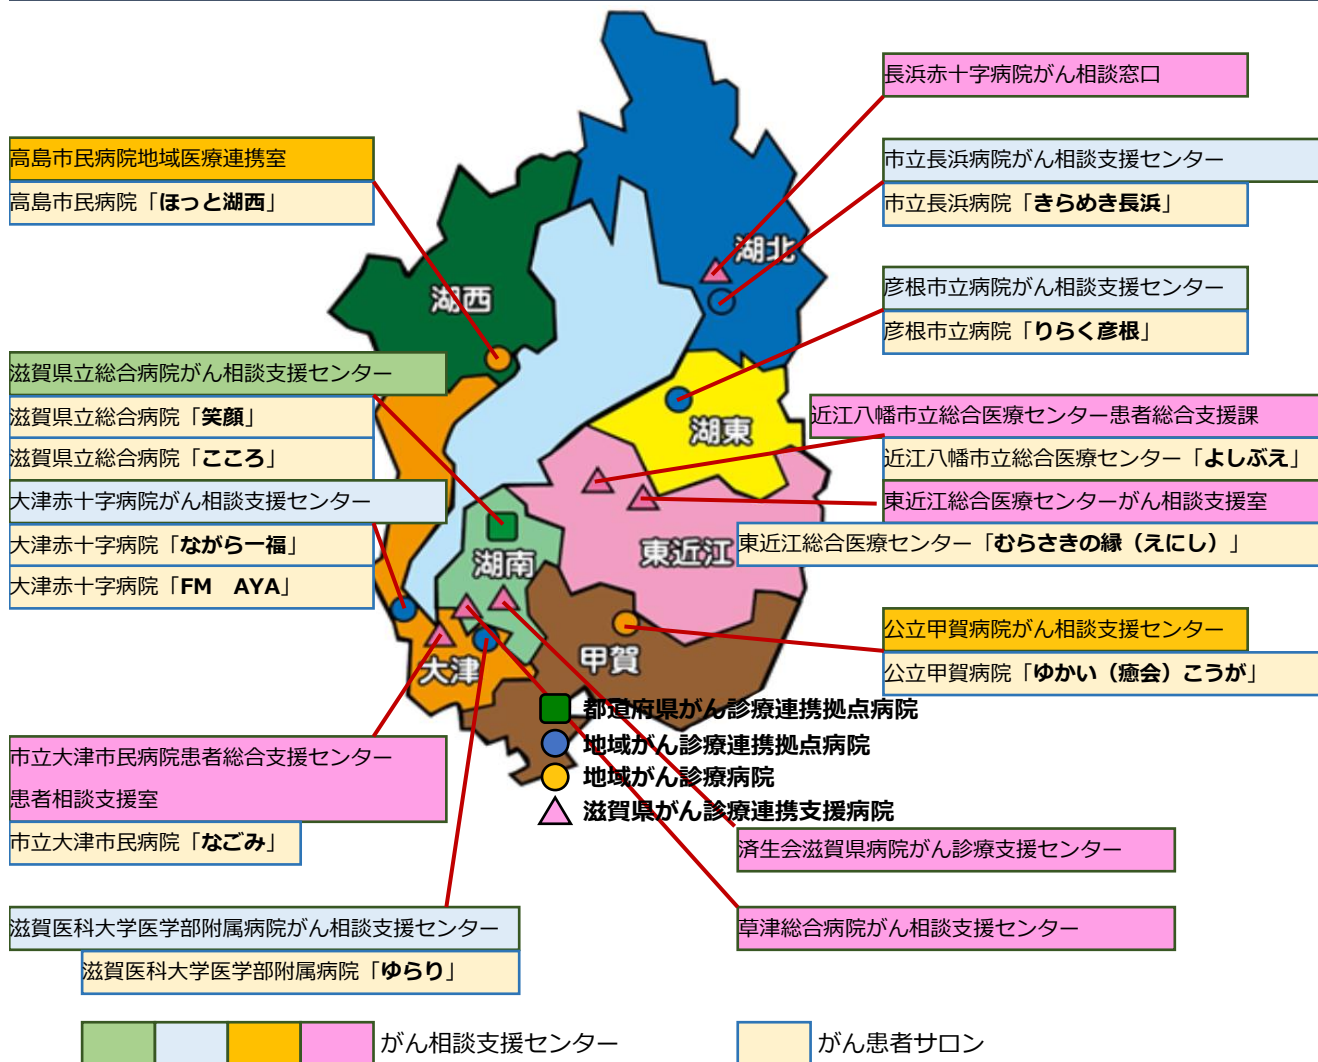 長浜赤十字病院がん相談窓口
高島市民病院地域医療連携室
高島市民病院「ほっと湖西」
市立長浜病院がん相談支援センター
市立長浜病院「きらめき長浜」
湖北
湖西
彦根市立病院がん相談支援センター
彦根市立病院「りらく彦根」
滋賀県立総合病院がん相談支援センター
滋賀県立総合病院「笑顔」
滋賀県立総合病院「こころ」
大津赤十字病院がん相談支援センター
大津赤十字病院「ながら一福」
大津赤十字病院「FM　AYA」
湖東
近江八幡市立総合医療センター患者総合支援課
近江八幡市立総合医療センター「よしぶえ」
東近江総合医療センターがん相談支援室
東近江総合医療センター「むらさきの縁（えにし）」
東近江
湖南
公立甲賀病院がん相談支援センター
公立甲賀病院「ゆかい（癒会）こうが」
甲賀
大津
都道府県がん診療連携拠点病院
地域がん診療連携拠点病院
地域がん診療病院
滋賀県がん診療連携支援病院
市立大津市民病院患者総合支援センター
患者相談支援室
市立大津市民病院「なごみ」
済生会滋賀県病院がん診療支援センター
滋賀医科大学医学部附属病院がん相談支援センター
滋賀医科大学医学部附属病院「ゆらり」
草津総合病院がん相談支援センター
がん相談支援センター
がん患者サロン